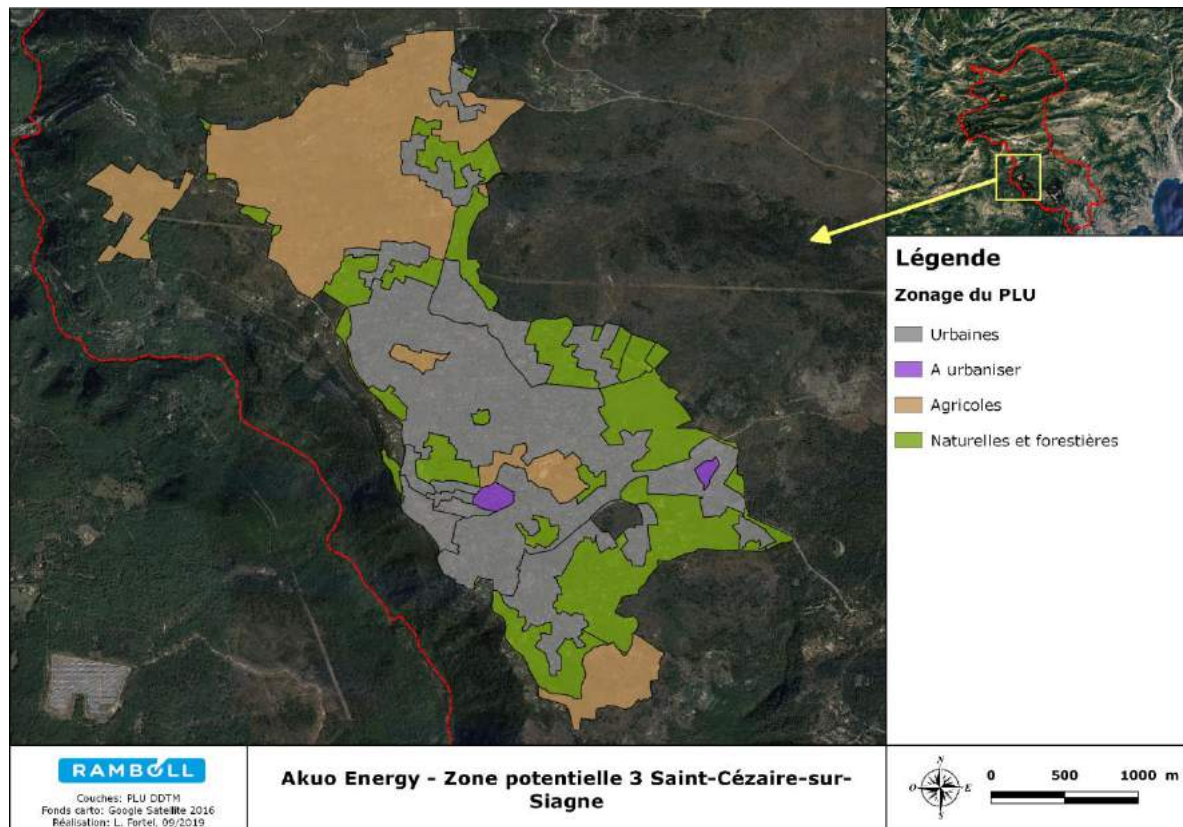 Légende
Zonage du PLU
Urbaines
A urbaniser
Agricoles
Naturelles et forestières
RAMBOLL
Couches: PLU DDTM
Fonds carto: Google Satellite 2016
Réalisation: L. Fortel, 09/2019
Akuo Energy - Zone potentielle 3 Saint-Cézaire-sur-
Siagne
N
O E
S
0 500 1000 m